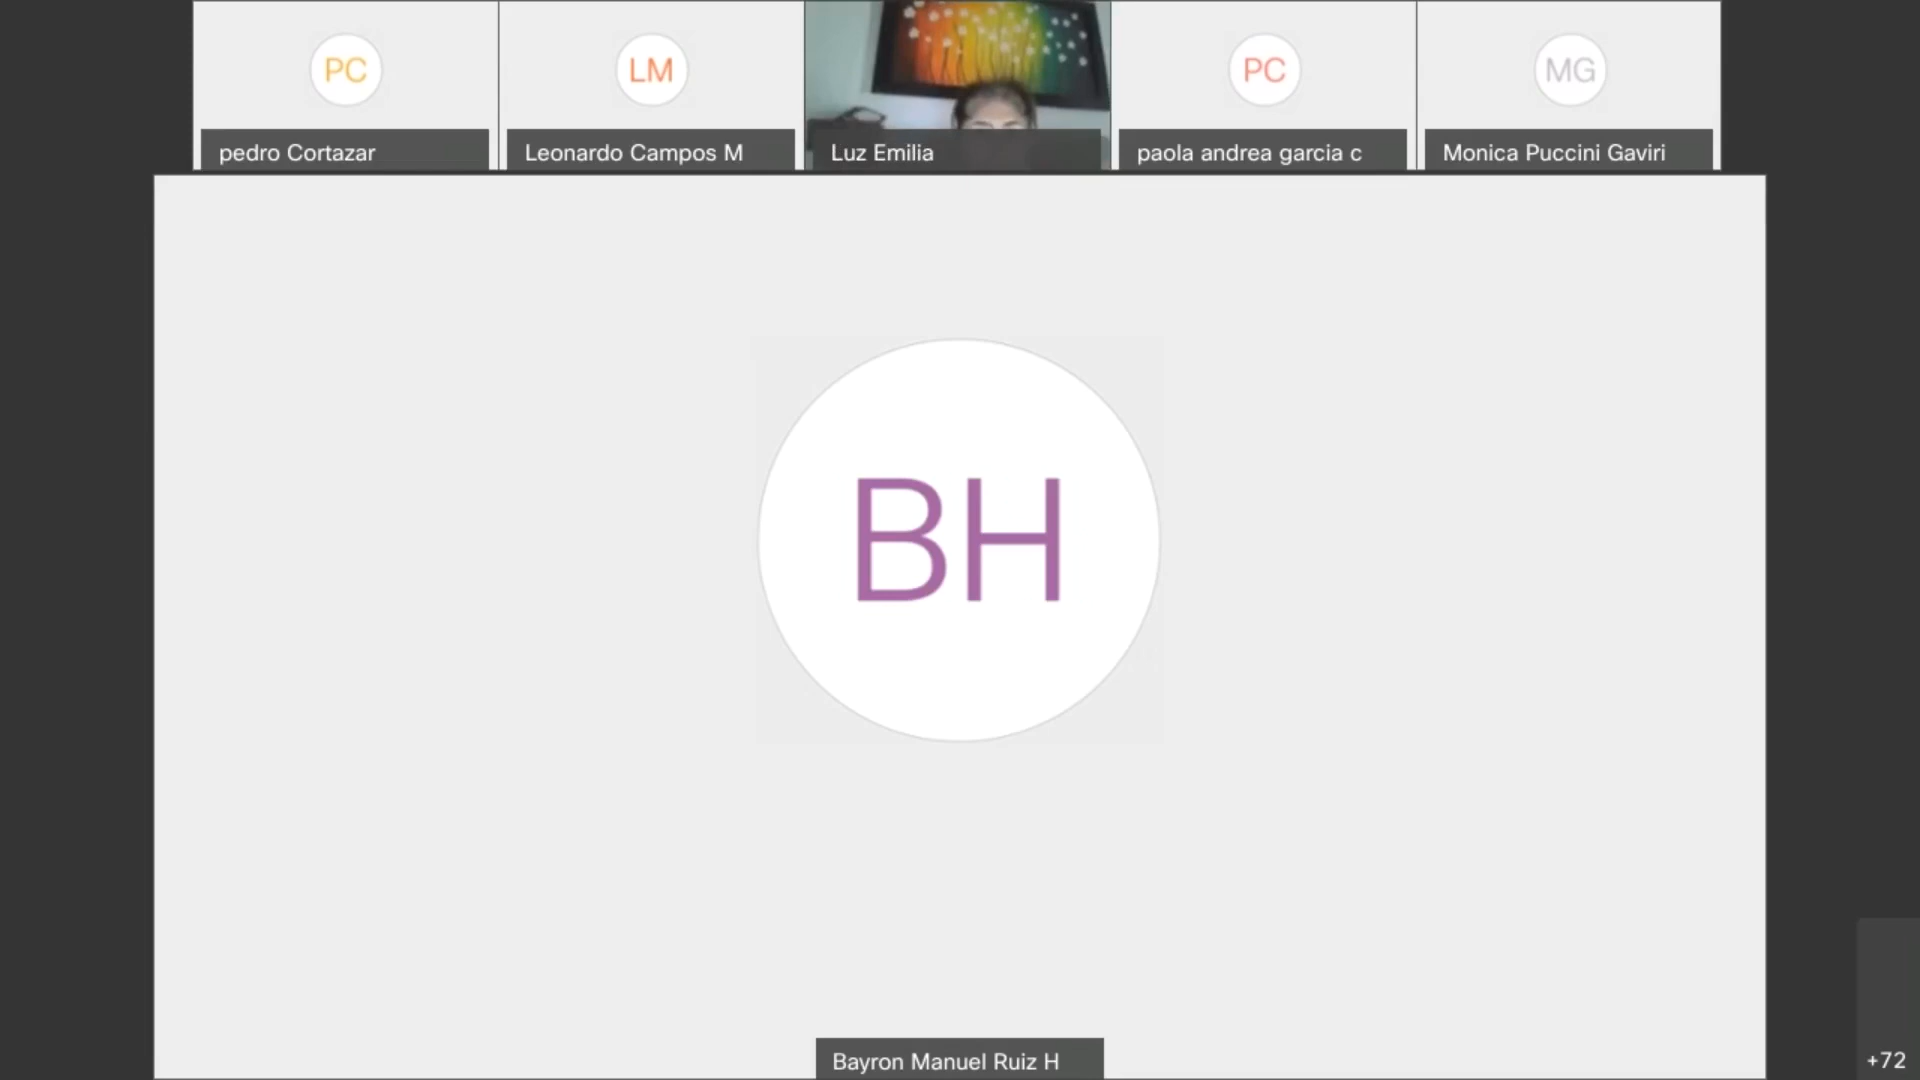 PC
LM
PC
MG
pedro Cortazar
Leonardo Campos M
Luz Emilia
paola andrea garcia c
Monica Puccini Gaviri
BH
Bayron Manuel Ruiz H
+72